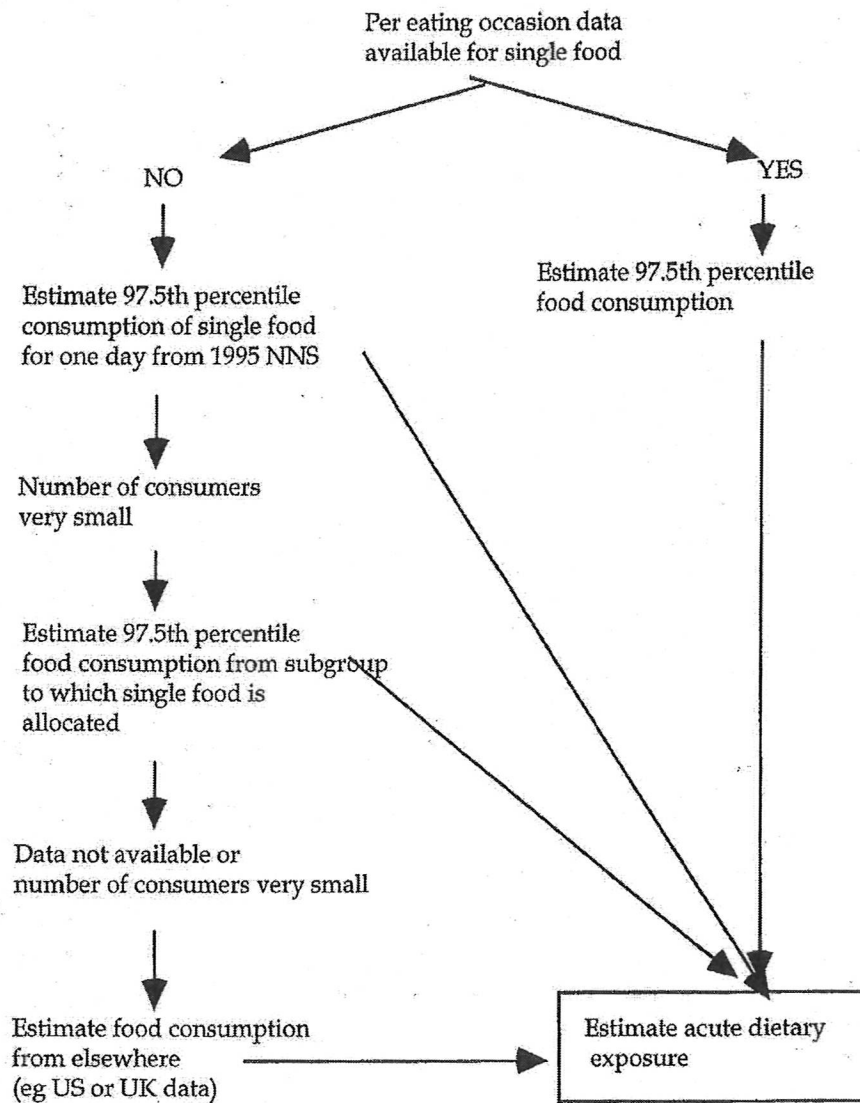 Per eating occasion data
available for single food
NO
YES
Estimate 97.5th percentile
consumption of single food
for one day from 1995 NNS
Estimate 97.5th percentile
food consumption
Number of consumers
very small
Estimate 97.5th percentile
food consumption from subgroup
to which single food is
allocated
Data not available or
number of consumers very small
Estimate food consumption
from elsewhere
(eg US or UK data)
Estimate acute dietary
exposure